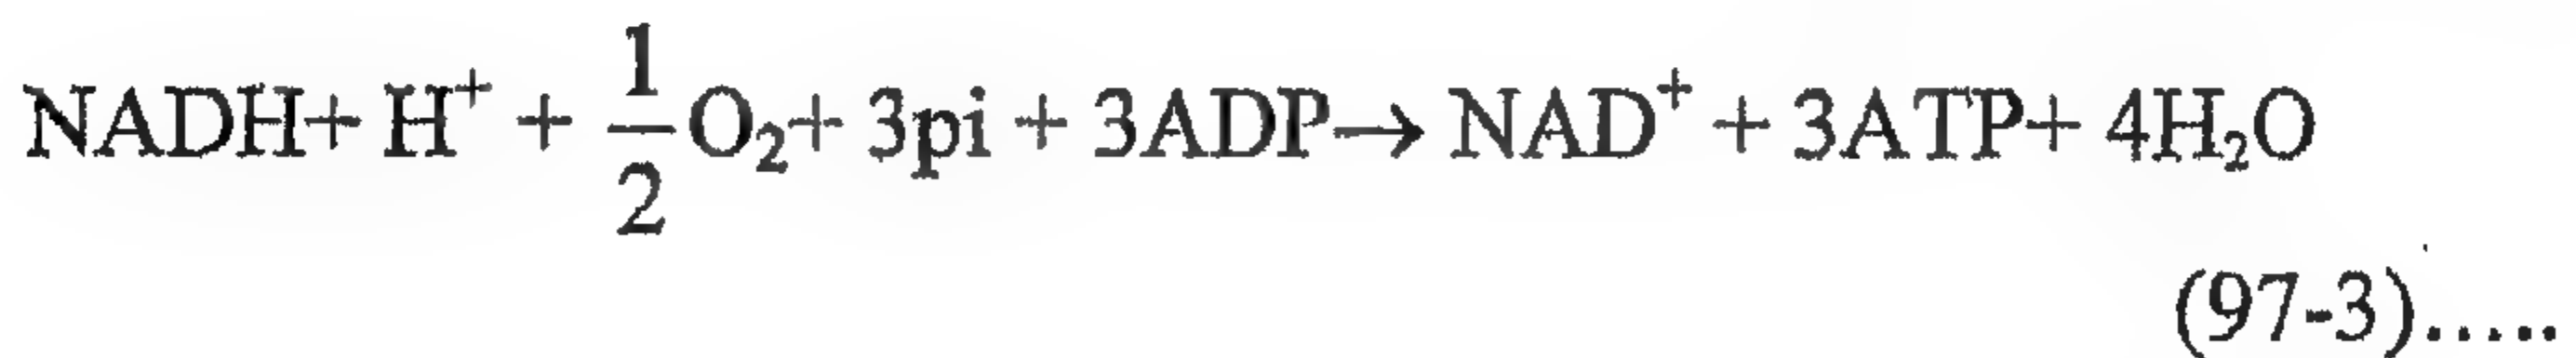 NADH+ H⁺ + 1/2 O₂+ 3pi + 3ADP→ NAD⁺ + 3ATP+ 4H₂O
(97-3).....